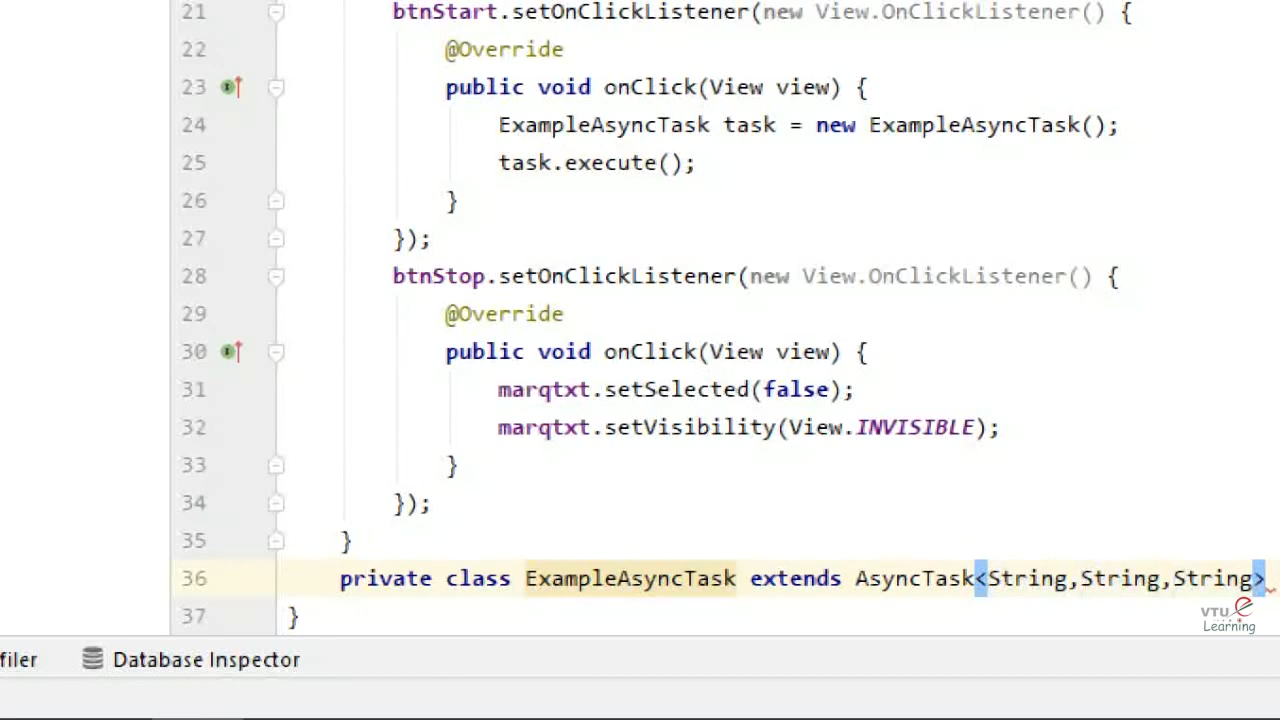 21 btnStart.setOnClickListener(new View.OnClickListener() {
22 @Override
23 public void onClick(View view) {
24 ExampleAsyncTask task = new ExampleAsyncTask();
25 task.execute();
26 }
27 });
28 btnStop.setOnClickListener(new View.OnClickListener() {
29 @Override
30 public void onClick(View view) {
31 marqtxt.setSelected(false);
32 marqtxt.setVisibility(View.INVISIBLE);
33 }
34 });
35 }
36 private class ExampleAsyncTask extends AsyncTask<String,String,String>
37 }
VTU e
Learning
filer Database Inspector